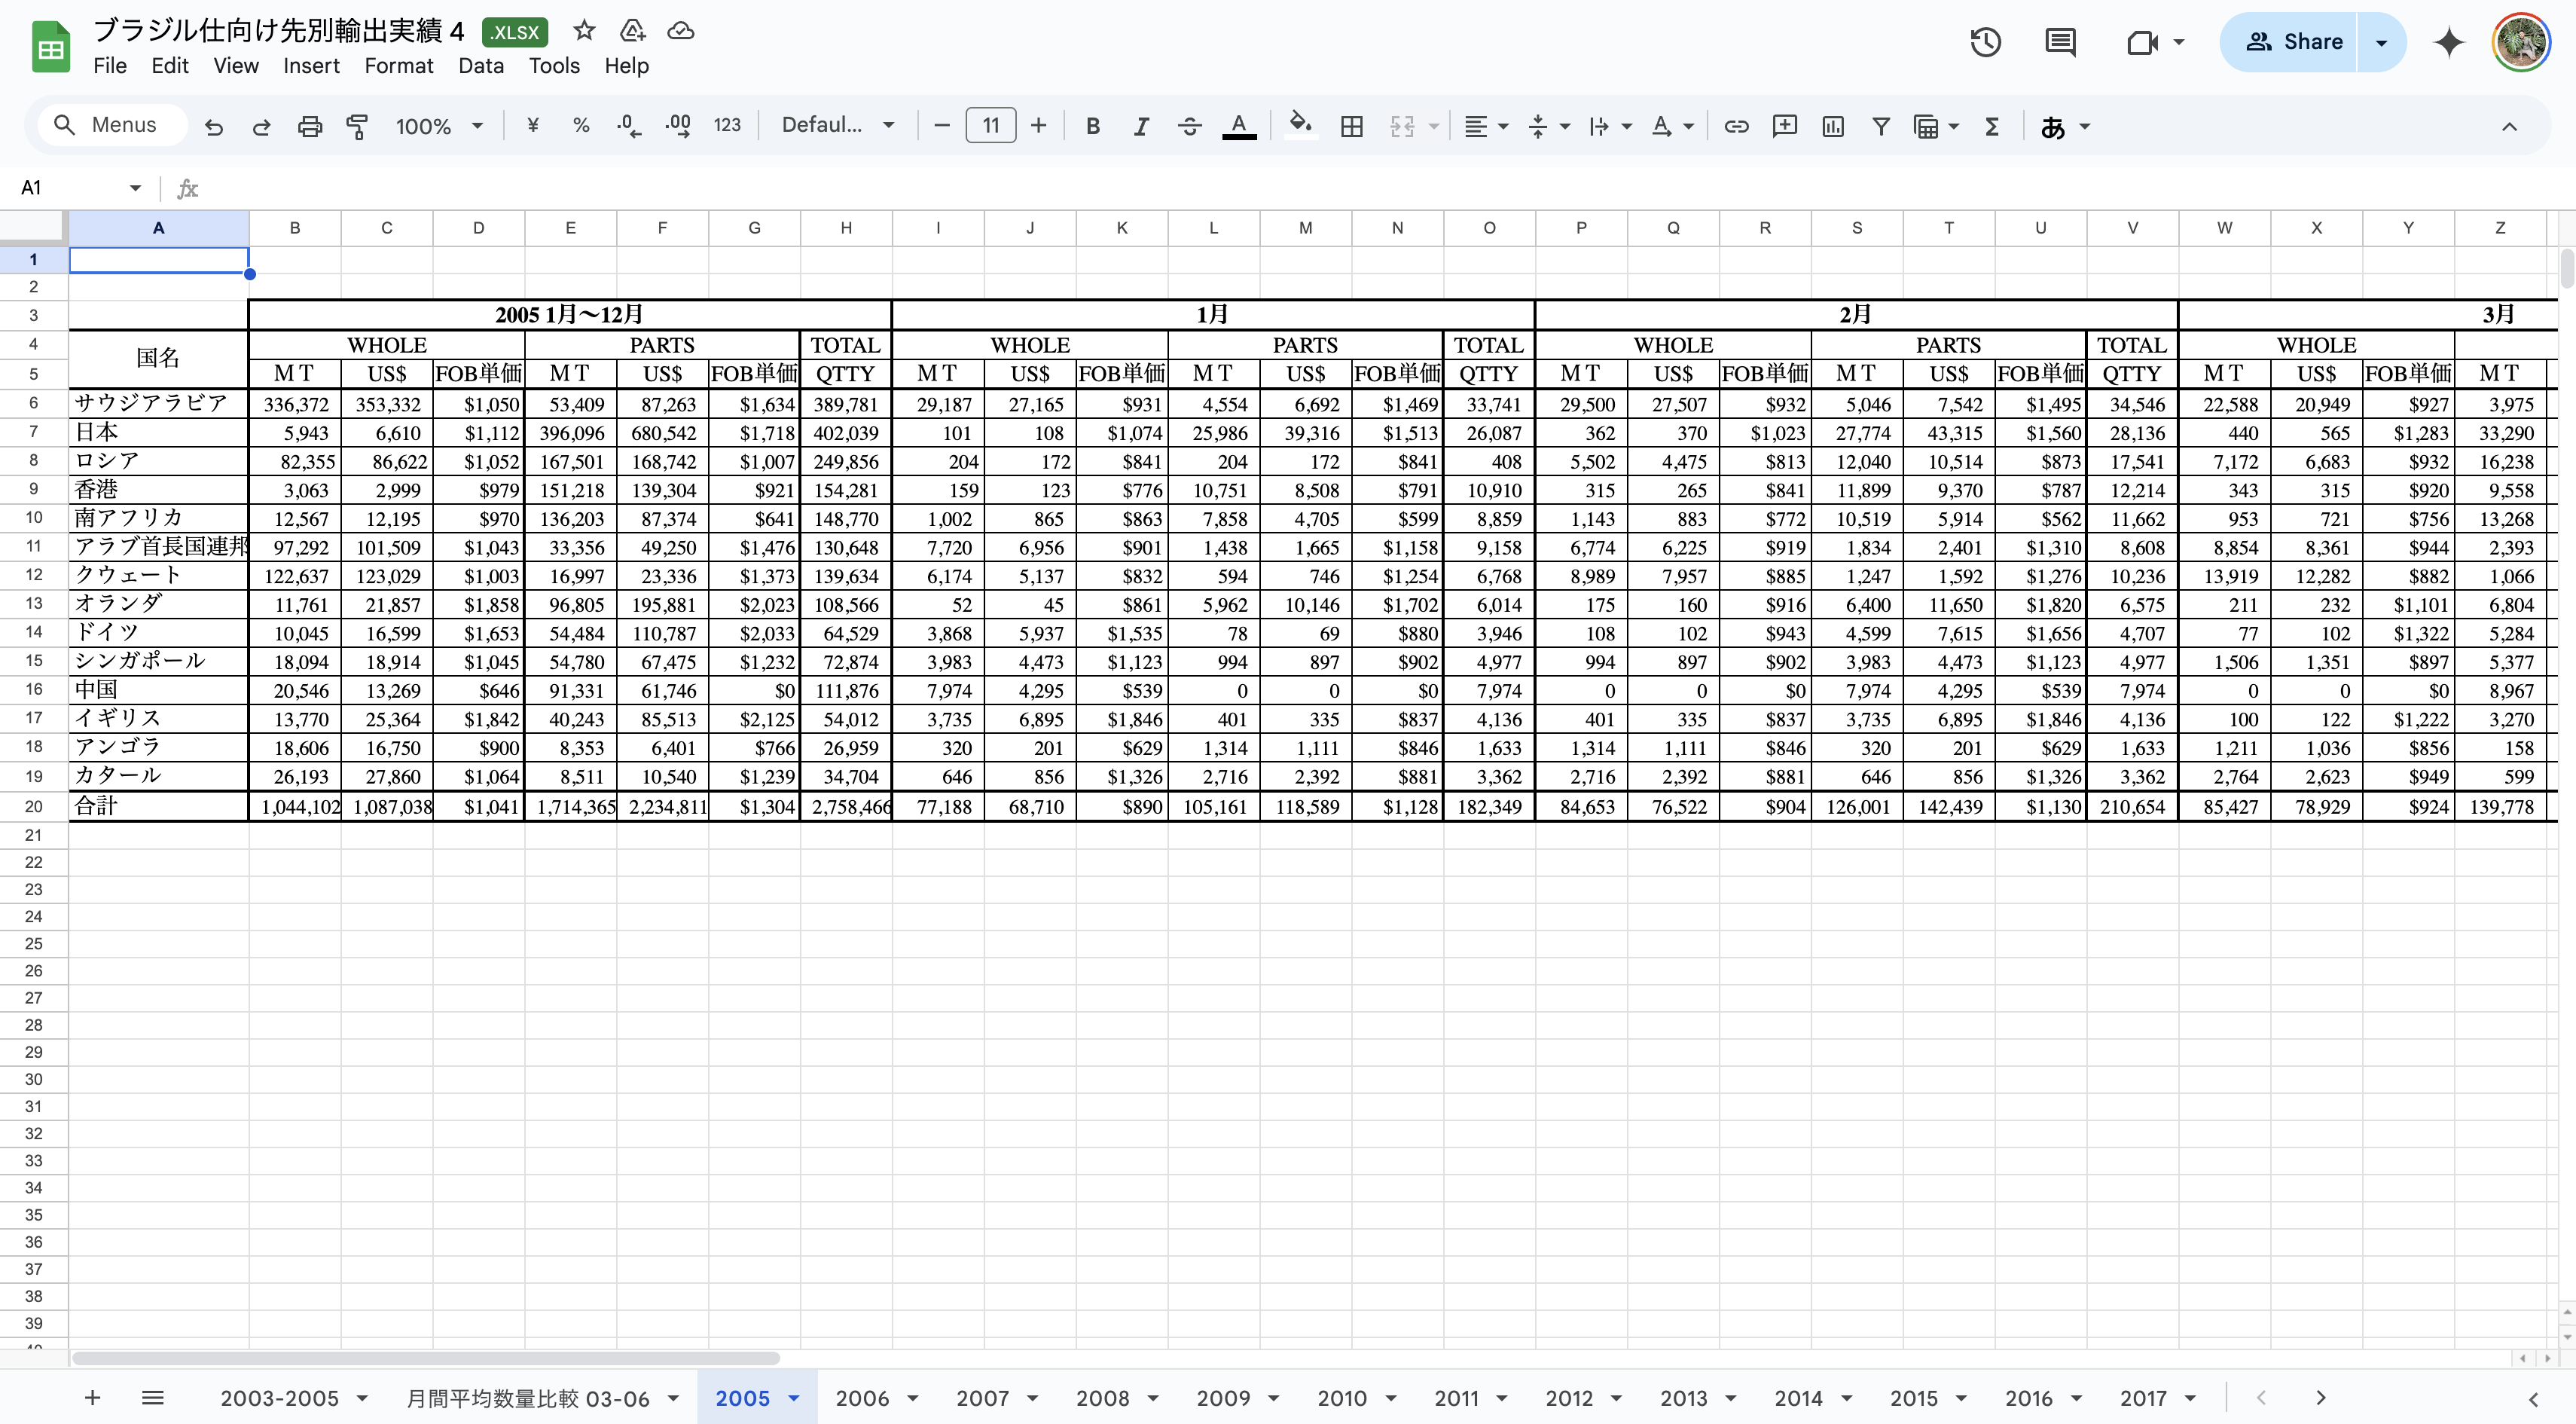 ブラジル仕向け先別輸出実績 4 .XLSX
File Edit View Insert Format Data Tools Help
Share
Menus 100% ¥ % .0 .00 123 Defaul... 11 B I A あ
A1 fx
A B C D E F G H I J K L M N O P Q R S T U V W X Y Z
1
2
3 2005 1月〜12月 1月 2月 3月
4 国名 WHOLE PARTS TOTAL WHOLE PARTS TOTAL WHOLE PARTS TOTAL WHOLE
5 MT US$ FOB単価 MT US$ FOB単価 QTTY MT US$ FOB単価 MT US$ FOB単価 QTTY MT US$ FOB単価 MT US$ FOB単価 QTTY MT US$ FOB単価 MT
6 サウジアラビア 336,372 353,332 $1,050 53,409 87,263 $1,634 389,781 29,187 27,165 $931 4,554 6,692 $1,469 33,741 29,500 27,507 $932 5,046 7,542 $1,495 34,546 22,588 20,949 $927 3,975
7 日本 5,943 6,610 $1,112 396,096 680,542 $1,718 402,039 101 108 $1,074 25,986 39,316 $1,513 26,087 362 370 $1,023 27,774 43,315 $1,560 28,136 440 565 $1,283 33,290
8 ロシア 82,355 86,622 $1,052 167,501 168,742 $1,007 249,856 204 172 $841 204 172 $841 408 5,502 4,475 $813 12,040 10,514 $873 17,541 7,172 6,683 $932 16,238
9 香港 3,063 2,999 $979 151,218 139,304 $921 154,281 159 123 $776 10,751 8,508 $791 10,910 315 265 $841 11,899 9,370 $787 12,214 343 315 $920 9,558
10 南アフリカ 12,567 12,195 $970 136,203 87,374 $641 148,770 1,002 865 $863 7,858 4,705 $599 8,859 1,143 883 $772 10,519 5,914 $562 11,662 953 721 $756 13,268
11 アラブ首長国連邦 97,292 101,509 $1,043 33,356 49,250 $1,476 130,648 7,720 6,956 $901 1,438 1,665 $1,158 9,158 6,774 6,225 $919 1,834 2,401 $1,310 8,608 8,854 8,361 $944 2,393
12 クウェート 122,637 123,029 $1,003 16,997 23,336 $1,373 139,634 6,174 5,137 $832 594 746 $1,254 6,768 8,989 7,957 $885 1,247 1,592 $1,276 10,236 13,919 12,282 $882 1,066
13 オランダ 11,761 21,857 $1,858 96,805 195,881 $2,023 108,566 52 45 $861 5,962 10,146 $1,702 6,014 175 160 $916 6,400 11,650 $1,820 6,575 211 232 $1,101 6,804
14 ドイツ 10,045 16,599 $1,653 54,484 110,787 $2,033 64,529 3,868 5,937 $1,535 78 69 $880 3,946 108 102 $943 4,599 7,615 $1,656 4,707 77 102 $1,322 5,284
15 シンガポール 18,094 18,914 $1,045 54,780 67,475 $1,232 72,874 3,983 4,473 $1,123 994 897 $902 4,977 994 897 $902 3,983 4,473 $1,123 4,977 1,506 1,351 $897 5,377
16 中国 20,546 13,269 $646 91,331 61,746 $0 111,876 7,974 4,295 $539 0 0 $0 7,974 0 0 $0 7,974 4,295 $539 7,974 0 0 $0 8,967
17 イギリス 13,770 25,364 $1,842 40,243 85,513 $2,125 54,012 3,735 6,895 $1,846 401 335 $837 4,136 401 335 $837 3,735 6,895 $1,846 4,136 100 122 $1,222 3,270
18 アンゴラ 18,606 16,750 $900 8,353 6,401 $766 26,959 320 201 $629 1,314 1,111 $846 1,633 1,314 1,111 $846 320 201 $629 1,633 1,211 1,036 $856 158
19 カタール 26,193 27,860 $1,064 8,511 10,540 $1,239 34,704 646 856 $1,326 2,716 2,392 $881 3,362 2,716 2,392 $881 646 856 $1,326 3,362 2,764 2,623 $949 599
20 合計 1,044,102 1,087,038 $1,041 1,714,365 2,234,811 $1,304 2,758,466 77,188 68,710 $890 105,161 118,589 $1,128 182,349 84,653 76,522 $904 126,001 142,439 $1,130 210,654 85,427 78,929 $924 139,778
21
22
23
24
25
26
27
28
29
30
31
32
33
34
35
36
37
38
39
2003-2005 月間平均数量比較 03-06 2005 2006 2007 2008 2009 2010 2011 2012 2013 2014 2015 2016 2017